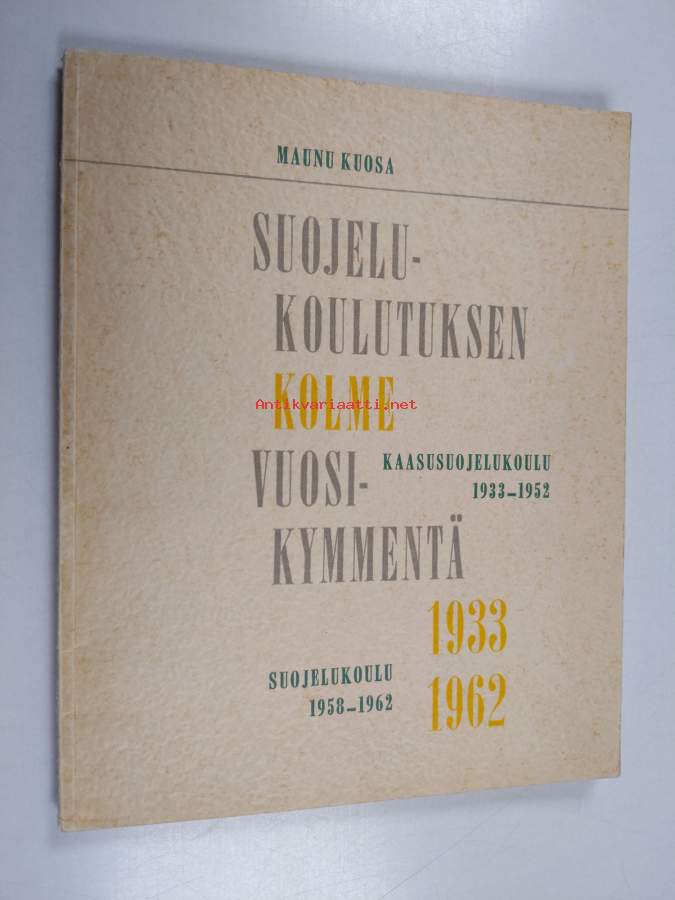 MAUNU KUOSA
SUOJELU-
KOULUTUKSEN
KOLME
Antikvariaatti.net
VUOSI-
KYMMENTÄ
KAASUSUOJELUKOULU
1933–1952
1933
1962
SUOJELUKOULU
1958–1962